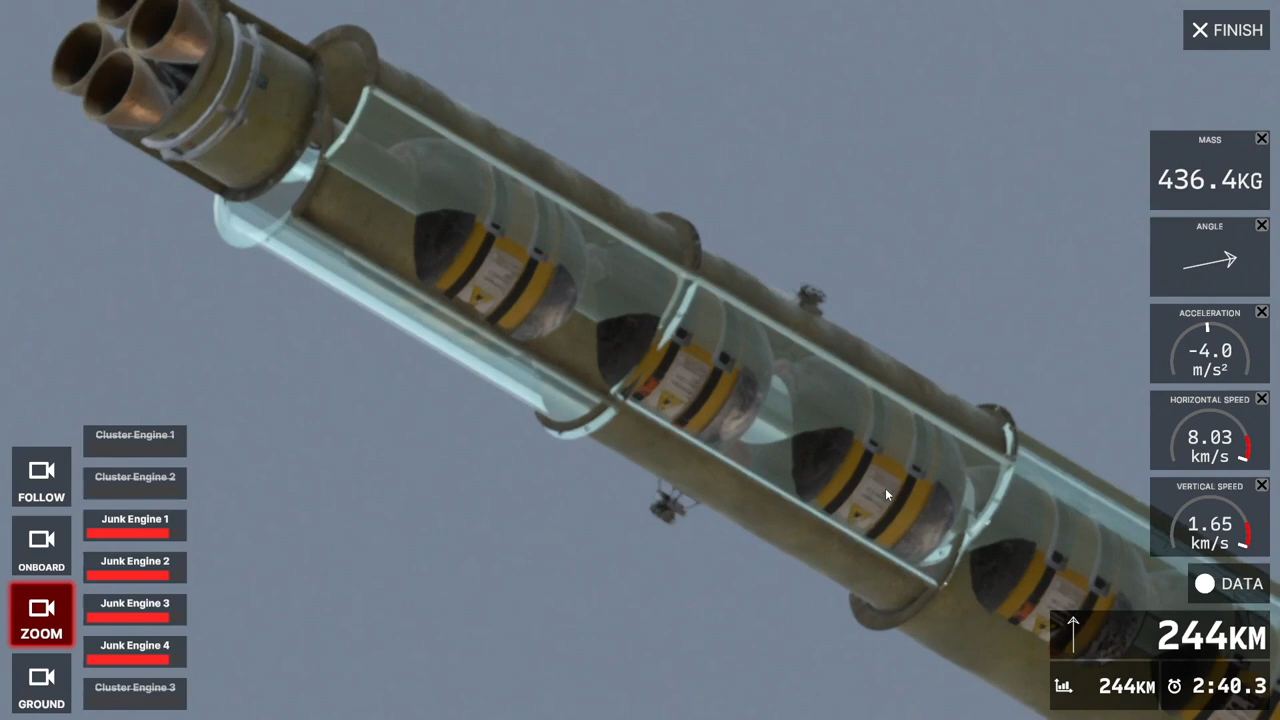 FINISH
MASS
436.4KG
ANGLE
ACCELERATION
-4.0
m/s²
HORIZONTAL SPEED
8.03
km/s
VERTICAL SPEED
1.65
km/s
DATA
244KM
244KM
2:40.3
FOLLOW
ONBOARD
ZOOM
GROUND
Cluster Engine 1
Cluster Engine 2
Junk Engine 1
Junk Engine 2
Junk Engine 3
Junk Engine 4
Cluster Engine 3